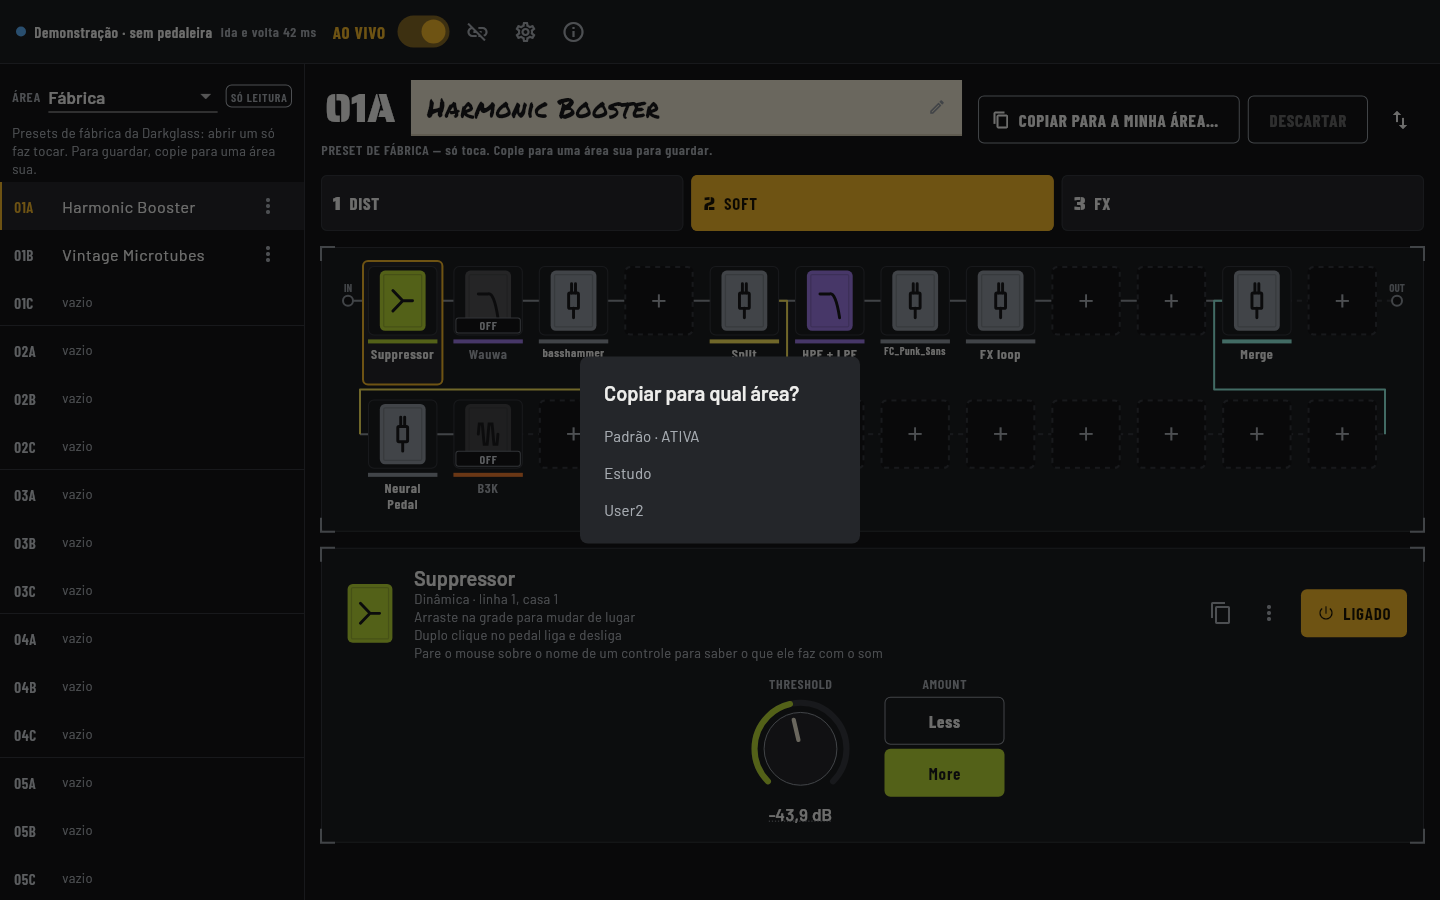 Demonstração · sem pedaleira Ida e volta 42 ms AO VIVO
ÁREA Fábrica SÓ LEITURA
Presets de fábrica da Darkglass: abrir um só
faz tocar. Para guardar, copie para uma área
sua.
01A Harmonic Booster
01B Vintage Microtubes
01C vazio
02A vazio
02B vazio
02C vazio
03A vazio
03B vazio
03C vazio
04A vazio
04B vazio
04C vazio
05A vazio
05B vazio
05C vazio
01A Harmonic Booster COPIAR PARA A MINHA ÁREA... DESCARTAR
PRESET DE FÁBRICA — só toca. Copie para uma área sua para guardar.
1 DIST 2 SOFT 3 FX
IN OUT
OFF
Suppressor Wauwa basshammer Split HPF + LPF FC_Punk_Sans FX loop Merge
OFF
Neural
Pedal
B3K
Copiar para qual área?
Padrão · ATIVA
Estudo
User2
Suppressor
Dinâmica · linha 1, casa 1
Arraste na grade para mudar de lugar
Duplo clique no pedal liga e desliga
Pare o mouse sobre o nome de um controle para saber o que ele faz com o som
LIGADO
THRESHOLD AMOUNT
Less
More
-43,9 dB